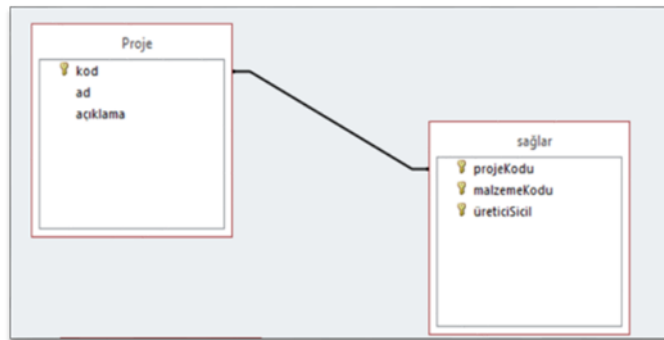 Proje
kod
ad
açıklama
sağlar
projeKodu
malzemeKodu
üreticiSicil